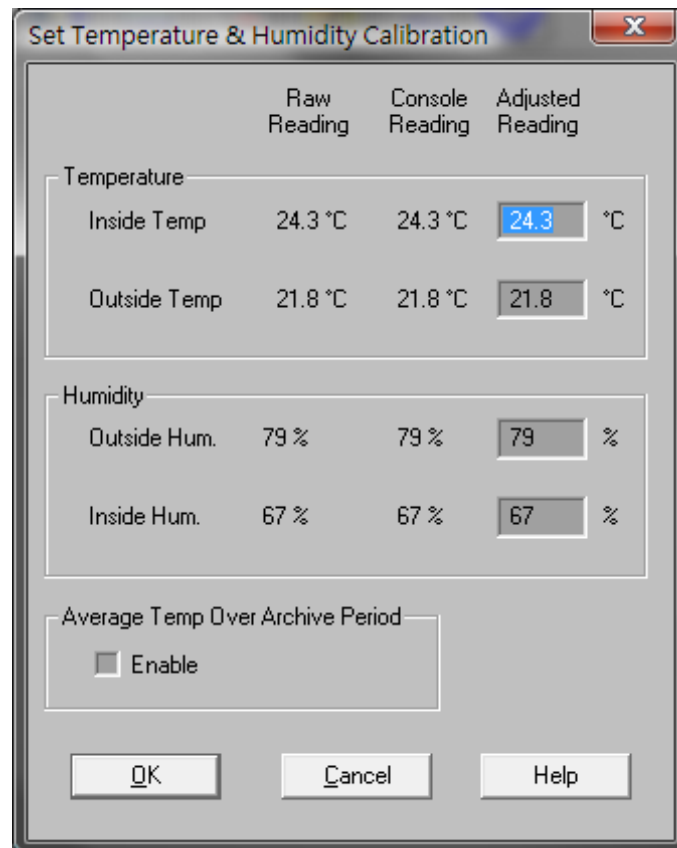 Set Temperature & Humidity Calibration
Raw Reading Console Reading Adjusted Reading
Temperature
Inside Temp 24.3 °C 24.3 °C 24.3 °C
Outside Temp 21.8 °C 21.8 °C 21.8 °C
Humidity
Outside Hum. 79 % 79 % 79 %
Inside Hum. 67 % 67 % 67 %
Average Temp Over Archive Period
Enable
OK Cancel Help